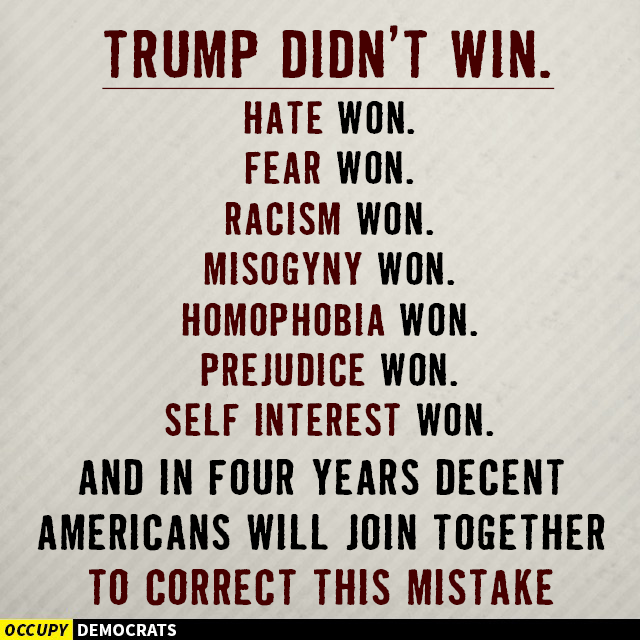 TRUMP DIDN'T WIN.
HATE WON.
FEAR WON.
RACISM WON.
MISOGYNY WON.
HOMOPHOBIA WON.
PREJUDICE WON.
SELF INTEREST WON.
AND IN FOUR YEARS DECENT
AMERICANS WILL JOIN TOGETHER
TO CORRECT THIS MISTAKE
OCCUPY DEMOCRATS